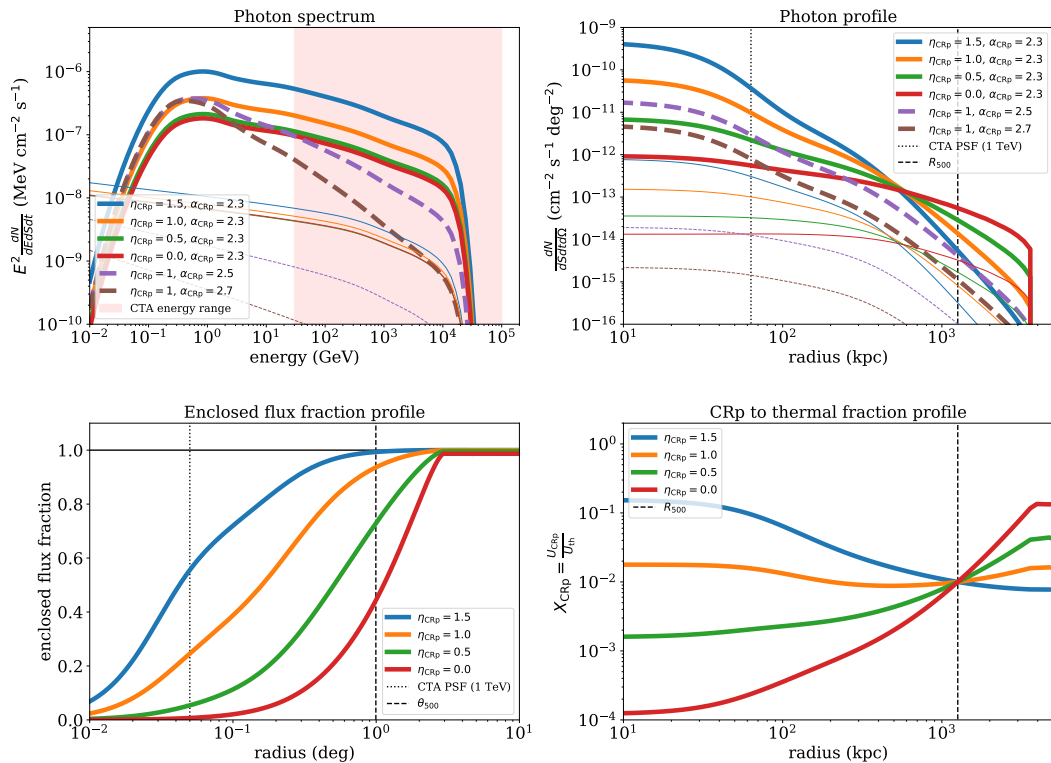 Photon spectrum
E² dN/dEdSdt (MeV cm⁻² s⁻¹)
10⁻⁶
10⁻⁷
10⁻⁸
10⁻⁹
10⁻¹⁰
η_CRp = 1.5, α_CRp = 2.3
η_CRp = 1.0, α_CRp = 2.3
η_CRp = 0.5, α_CRp = 2.3
η_CRp = 0.0, α_CRp = 2.3
η_CRp = 1, α_CRp = 2.5
η_CRp = 1, α_CRp = 2.7
CTA energy range
10⁻² 10⁻¹ 10⁰ 10¹ 10² 10³ 10⁴ 10⁵
energy (GeV)
Photon profile
dN/dSdtdΩ (cm⁻² s⁻¹ deg⁻²)
10⁻⁹
10⁻¹⁰
10⁻¹¹
10⁻¹²
10⁻¹³
10⁻¹⁴
10⁻¹⁵
10⁻¹⁶
η_CRp = 1.5, α_CRp = 2.3
η_CRp = 1.0, α_CRp = 2.3
η_CRp = 0.5, α_CRp = 2.3
η_CRp = 0.0, α_CRp = 2.3
η_CRp = 1, α_CRp = 2.5
η_CRp = 1, α_CRp = 2.7
CTA PSF (1 TeV)
R₅₀₀
10¹ 10² 10³
radius (kpc)
Enclosed flux fraction profile
enclosed flux fraction
1.0
0.8
0.6
0.4
0.2
0.0
η_CRp = 1.5
η_CRp = 1.0
η_CRp = 0.5
η_CRp = 0.0
CTA PSF (1 TeV)
θ₅₀₀
10⁻² 10⁻¹ 10⁰ 10¹
radius (deg)
CRp to thermal fraction profile
X_CRp = U_CRp/U_th
10⁰
10⁻¹
10⁻²
10⁻³
10⁻⁴
η_CRp = 1.5
η_CRp = 1.0
η_CRp = 0.5
η_CRp = 0.0
R₅₀₀
10¹ 10² 10³
radius (kpc)